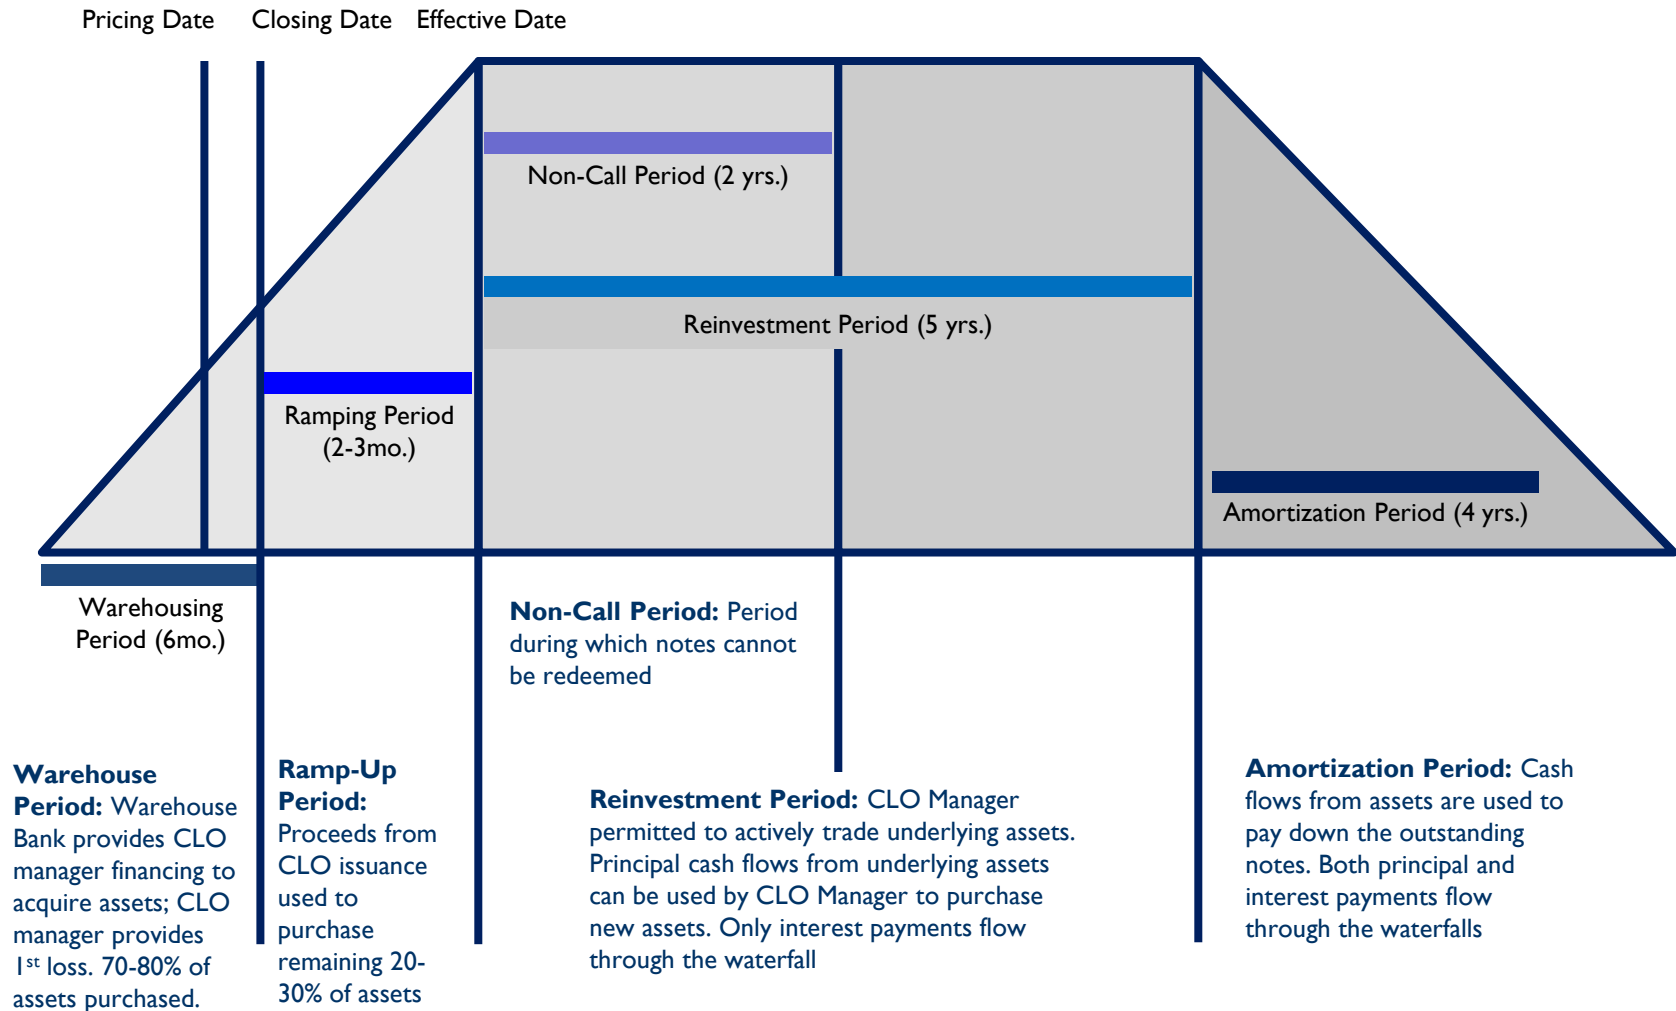 Pricing Date
Closing Date
Effective Date
Non-Call Period (2 yrs.)
Reinvestment Period (5 yrs.)
Ramping Period
(2-3mo.)
Amortization Period (4 yrs.)
Warehousing
Period (6mo.)
Non-Call Period: Period
during which notes cannot
be redeemed
Warehouse
Period: Warehouse
Bank provides CLO
manager financing to
acquire assets; CLO
manager provides
1st loss. 70-80% of
assets purchased.
Ramp-Up
Period:
Proceeds from
CLO issuance
used to
purchase
remaining 20-
30% of assets
Reinvestment Period: CLO Manager
permitted to actively trade underlying assets.
Principal cash flows from underlying assets
can be used by CLO Manager to purchase
new assets. Only interest payments flow
through the waterfall
Amortization Period: Cash
flows from assets are used to
pay down the outstanding
notes. Both principal and
interest payments flow
through the waterfalls